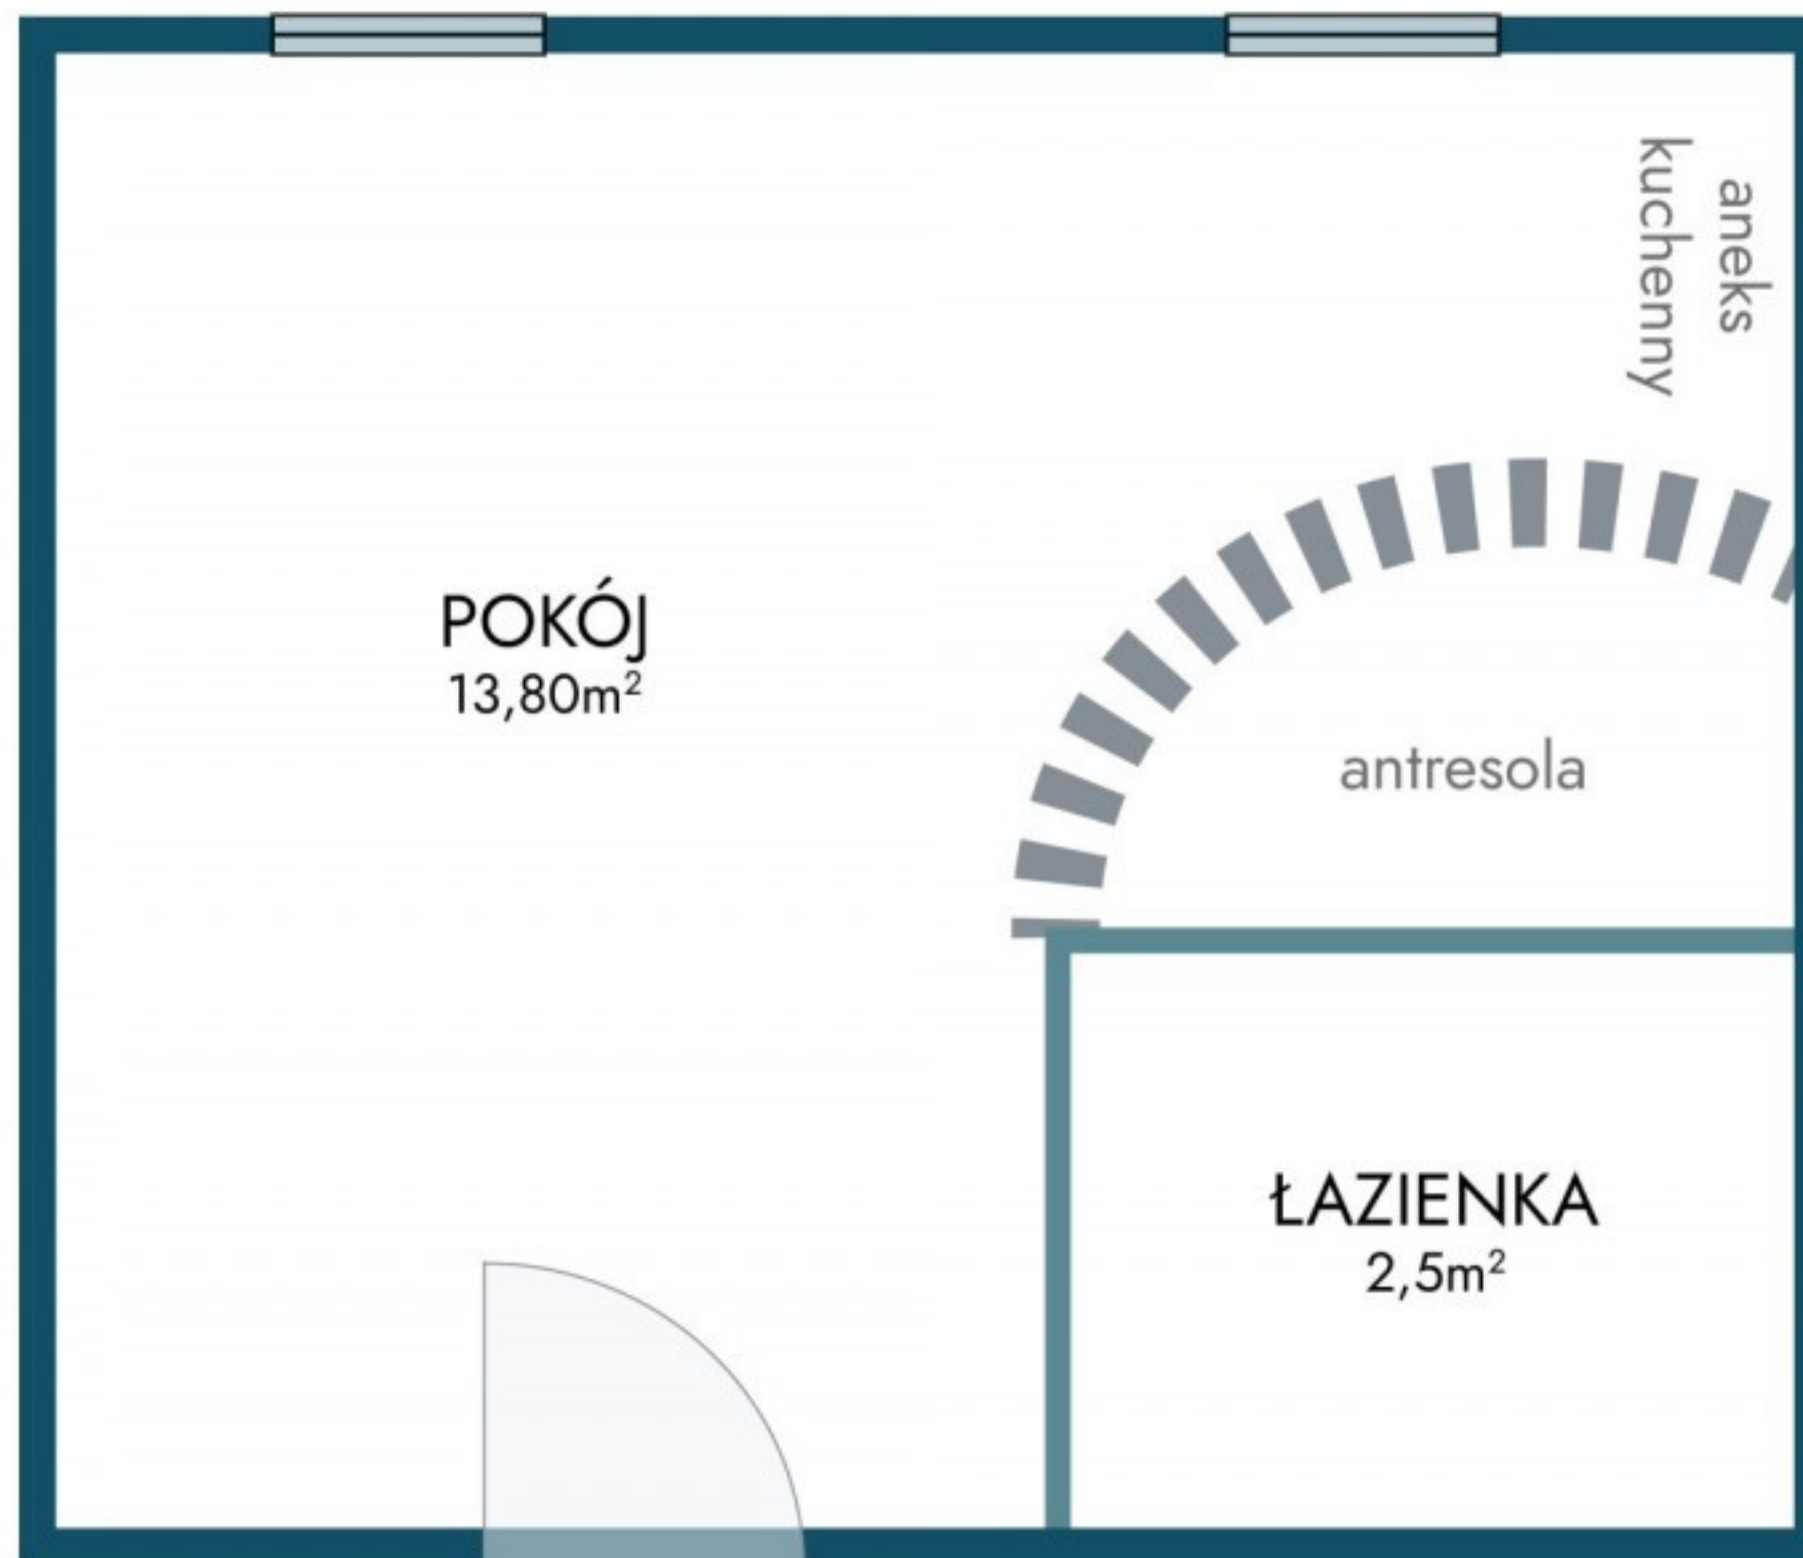 aneks
kuchenny
POKÓJ
13,80m²
antresola
ŁAZIENKA
2,5m²